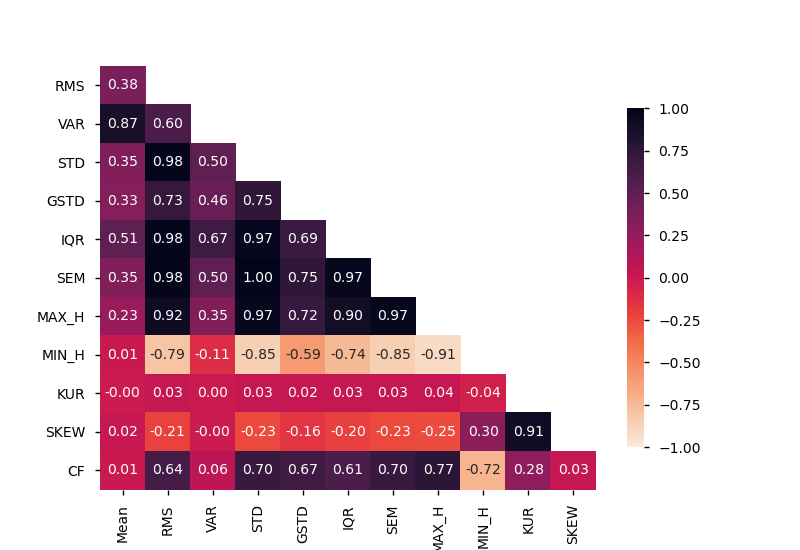 RMS 0.38
VAR 0.87 0.60
STD 0.35 0.98 0.50
GSTD 0.33 0.73 0.46 0.75
IQR 0.51 0.98 0.67 0.97 0.69
SEM 0.35 0.98 0.50 1.00 0.75 0.97
MAX_H 0.23 0.92 0.35 0.97 0.72 0.90 0.97
MIN_H 0.01 -0.79 -0.11 -0.85 -0.59 -0.74 -0.85 -0.91
KUR -0.00 0.03 0.00 0.03 0.02 0.03 0.03 0.04 -0.04
SKEW 0.02 -0.21 -0.00 -0.23 -0.16 -0.20 -0.23 -0.25 0.30 0.91
CF 0.01 0.64 0.06 0.70 0.67 0.61 0.70 0.77 -0.72 0.28 0.03
Mean RMS VAR STD GSTD IQR SEM MAX_H MIN_H KUR SKEW
1.00
0.75
0.50
0.25
0.00
−0.25
−0.50
−0.75
−1.00